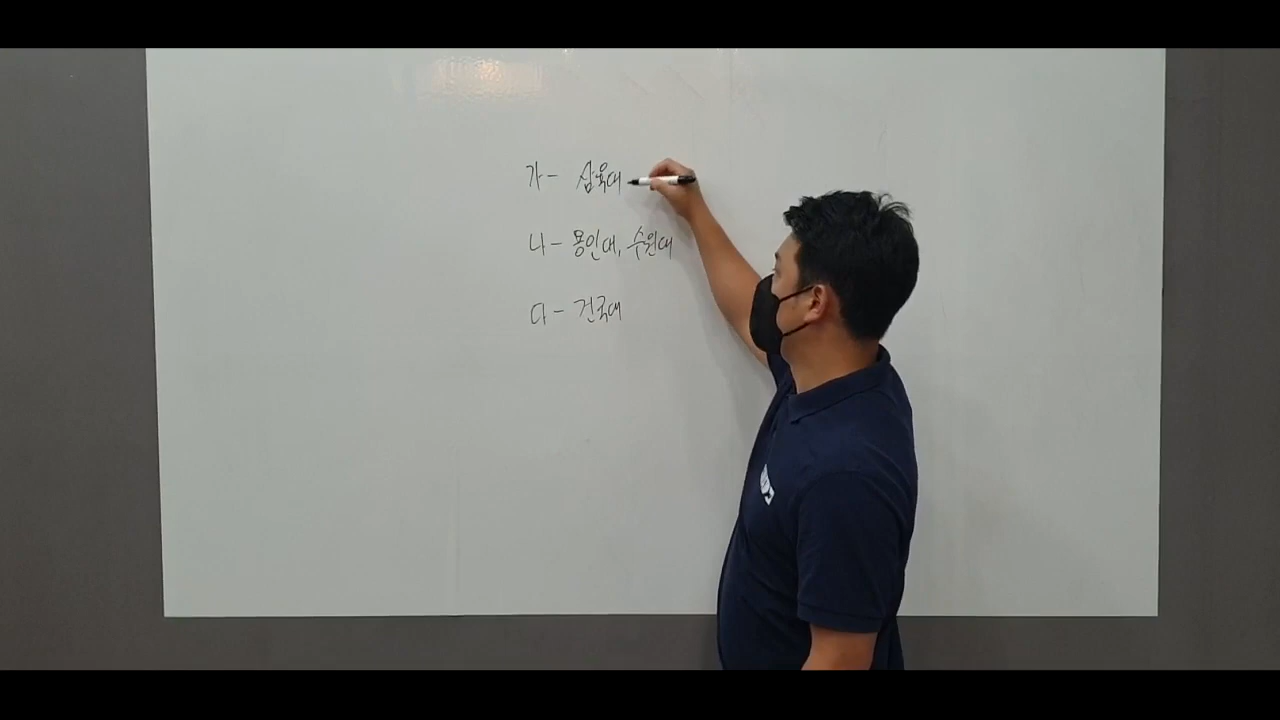 가 - 삼육대
나 - 용인대, 수원대
다 - 건국대